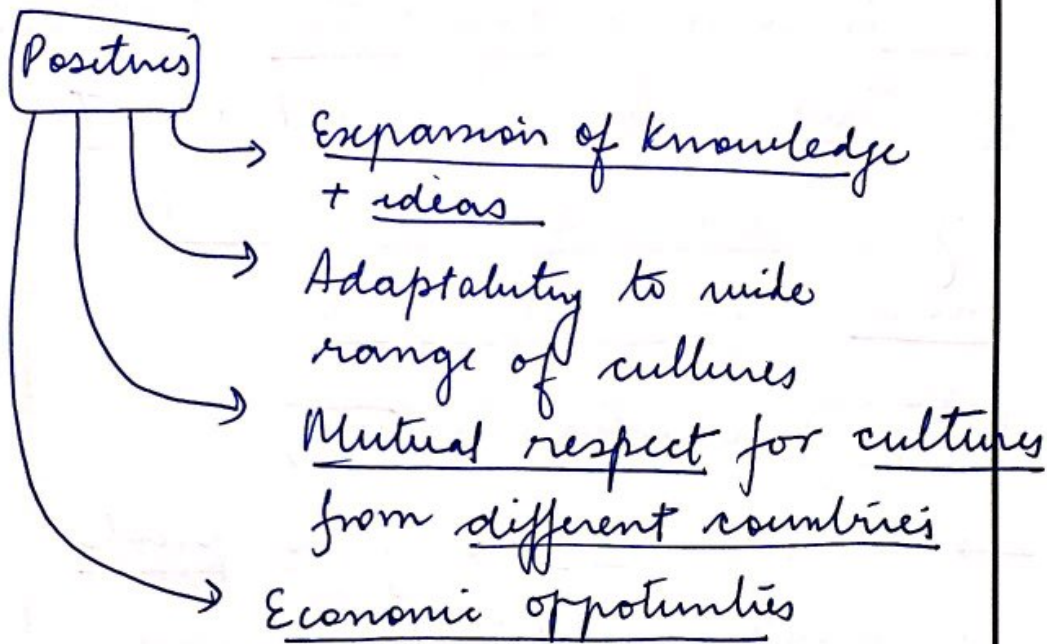 Positives
Expansion of knowledge
+ ideas
Adaptability to wide
range of cultures
Mutual respect for cultures
from different countries
Economic oppotunities